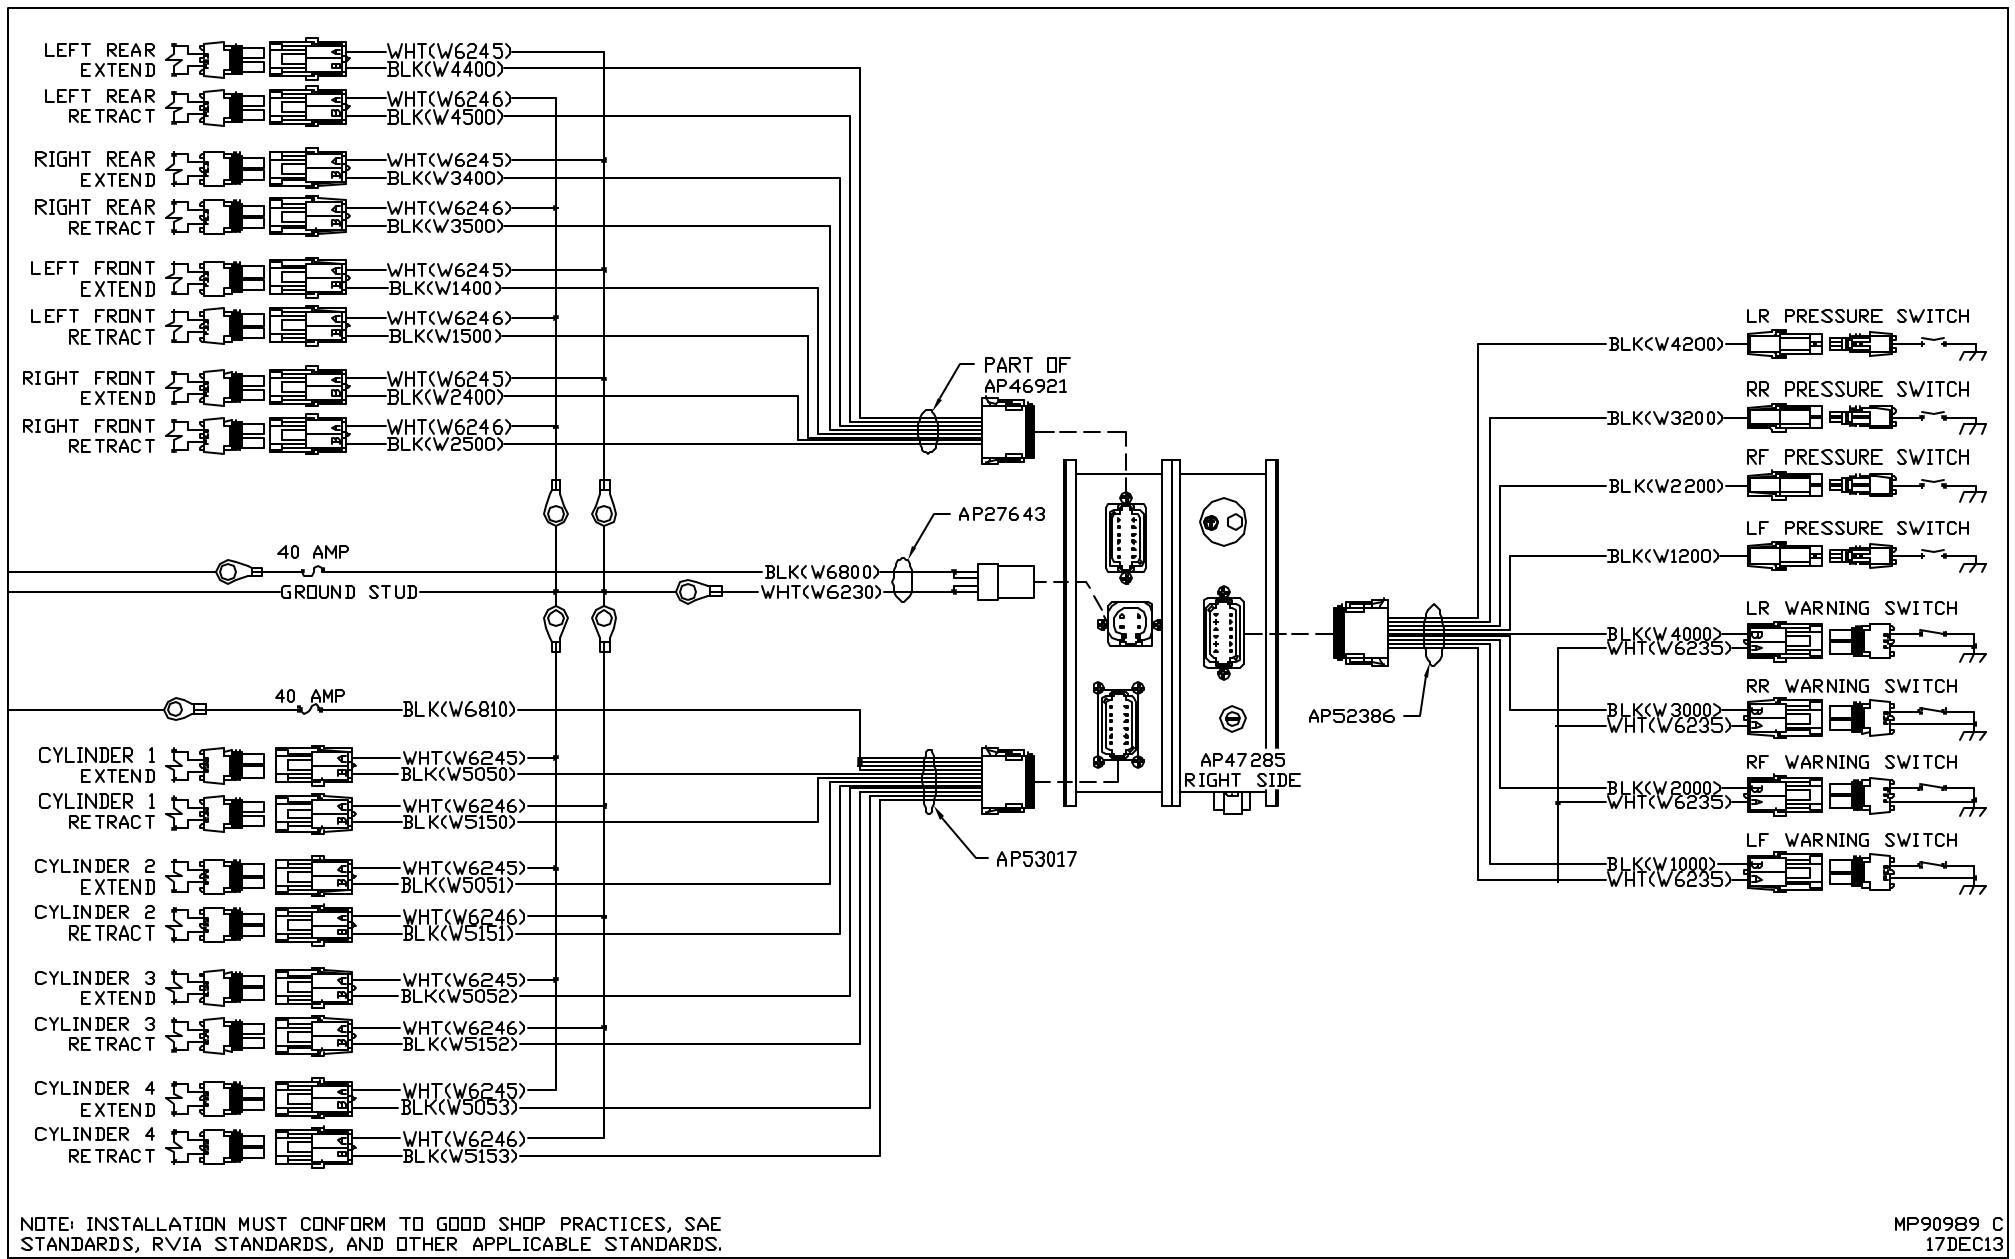 LEFT REAR
EXTEND
WHT(W6245)
BLK(W4400)
LEFT REAR
RETRACT
WHT(W6246)
BLK(W4500)
RIGHT REAR
EXTEND
WHT(W6245)
BLK(W3400)
RIGHT REAR
RETRACT
WHT(W6246)
BLK(W3500)
LEFT FRONT
EXTEND
WHT(W6245)
BLK(W1400)
LEFT FRONT
RETRACT
WHT(W6246)
BLK(W1500)
RIGHT FRONT
EXTEND
WHT(W6245)
BLK(W2400)
RIGHT FRONT
RETRACT
WHT(W6246)
BLK(W2500)
PART OF
AP46921
AP27643
40 AMP
BLK(W6800)
GROUND STUD
WHT(W6230)
40 AMP
BLK(W6810)
CYLINDER 1
EXTEND
WHT(W6245)
BLK(W5050)
CYLINDER 1
RETRACT
WHT(W6246)
BLK(W5150)
CYLINDER 2
EXTEND
WHT(W6245)
BLK(W5051)
CYLINDER 2
RETRACT
WHT(W6246)
BLK(W5151)
CYLINDER 3
EXTEND
WHT(W6245)
BLK(W5052)
CYLINDER 3
RETRACT
WHT(W6246)
BLK(W5152)
CYLINDER 4
EXTEND
WHT(W6245)
BLK(W5053)
CYLINDER 4
RETRACT
WHT(W6246)
BLK(W5153)
AP53017
AP47285
RIGHT SIDE
AP52386
LR PRESSURE SWITCH
BLK(W4200)
RR PRESSURE SWITCH
BLK(W3200)
RF PRESSURE SWITCH
BLK(W2200)
LF PRESSURE SWITCH
BLK(W1200)
LR WARNING SWITCH
BLK(W4000)
WHT(W6235)
B
A
RR WARNING SWITCH
BLK(W3000)
WHT(W6235)
B
A
RF WARNING SWITCH
BLK(W2000)
WHT(W6235)
B
A
LF WARNING SWITCH
BLK(W1000)
WHT(W6235)
B
A
NOTE: INSTALLATION MUST CONFORM TO GOOD SHOP PRACTICES, SAE
STANDARDS, RVIA STANDARDS, AND OTHER APPLICABLE STANDARDS.
MP90989 C
17DEC13